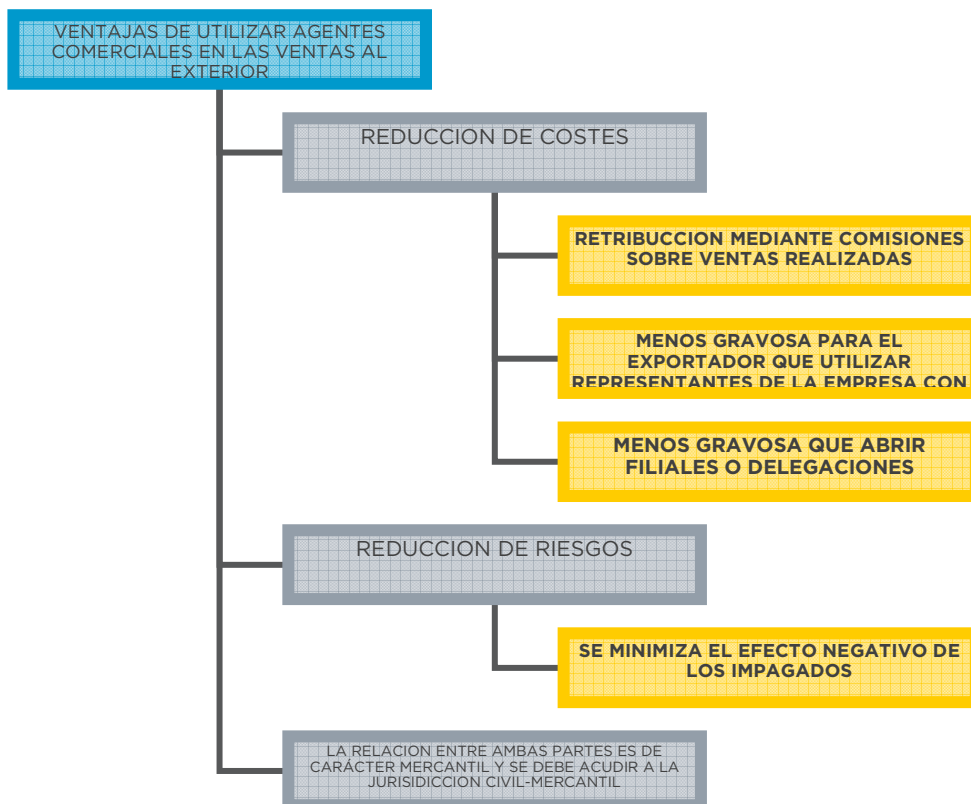 VENTAJAS DE UTILIZAR AGENTES
COMERCIALES EN LAS VENTAS AL
EXTERIOR
REDUCCION DE COSTES
RETRIBUCCION MEDIANTE COMISIONES
SOBRE VENTAS REALIZADAS
MENOS GRAVOSA PARA EL
EXPORTADOR QUE UTILIZAR
REPRESENTANTES DE LA EMPRESA CON
MENOS GRAVOSA QUE ABRIR
FILIALES O DELEGACIONES
REDUCCION DE RIESGOS
SE MINIMIZA EL EFECTO NEGATIVO DE
LOS IMPAGADOS
LA RELACION ENTRE AMBAS PARTES ES DE
CARÁCTER MERCANTIL Y SE DEBE ACUDIR A LA
JURISIDICCION CIVIL-MERCANTIL